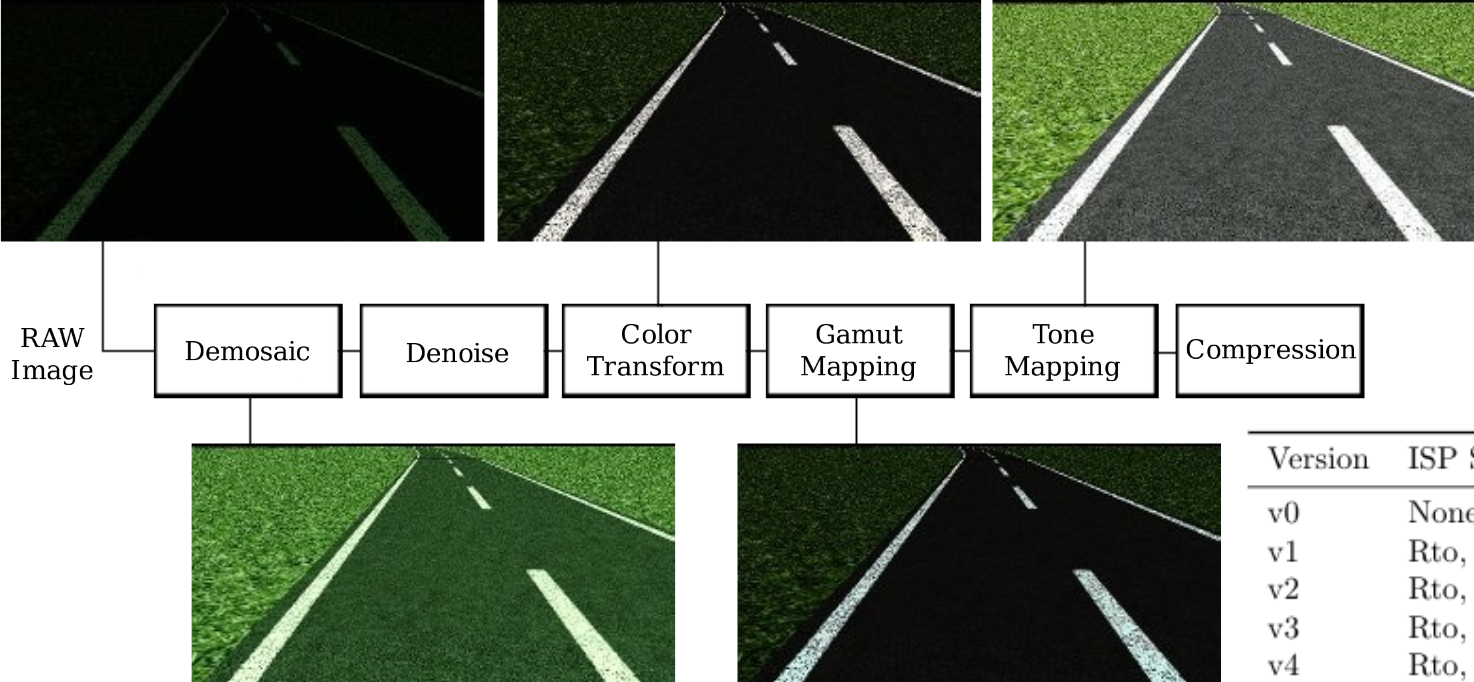 RAW
Image
Demosaic
Denoise
Color
Transform
Gamut
Mapping
Tone
Mapping
Compression
Version ISP
v0 None
v1 Rto,
v2 Rto,
v3 Rto,
v4 Rto,